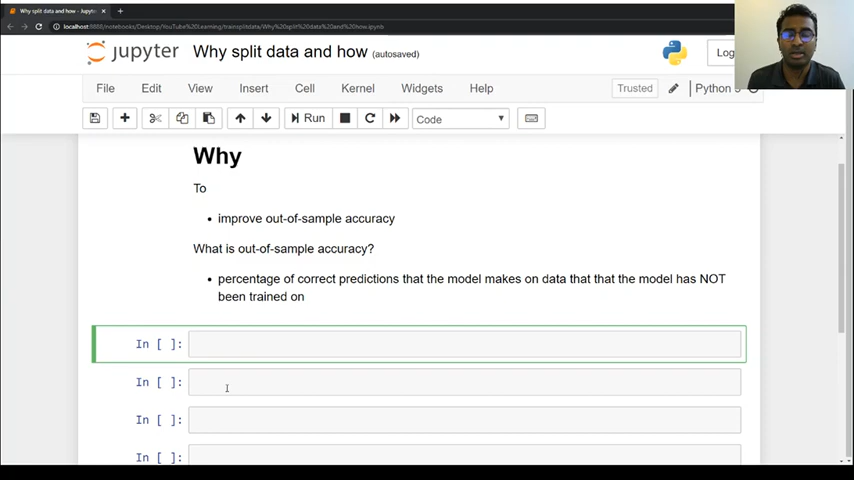 Why split data and how - Jupyter
localhost:8888/notebooks/Desktop/YouTube%20Learning/trainsplitdata/Why%20split%20data%20and%20how.ipynb
jupyter Why split data and how (autosaved)
Log
File Edit View Insert Cell Kernel Widgets Help Trusted Python 3
Run Code
Why
To
• improve out-of-sample accuracy
What is out-of-sample accuracy?
• percentage of correct predictions that the model makes on data that that the model has NOT
been trained on
In [ ]:
In [ ]:
In [ ]:
In [ ]: